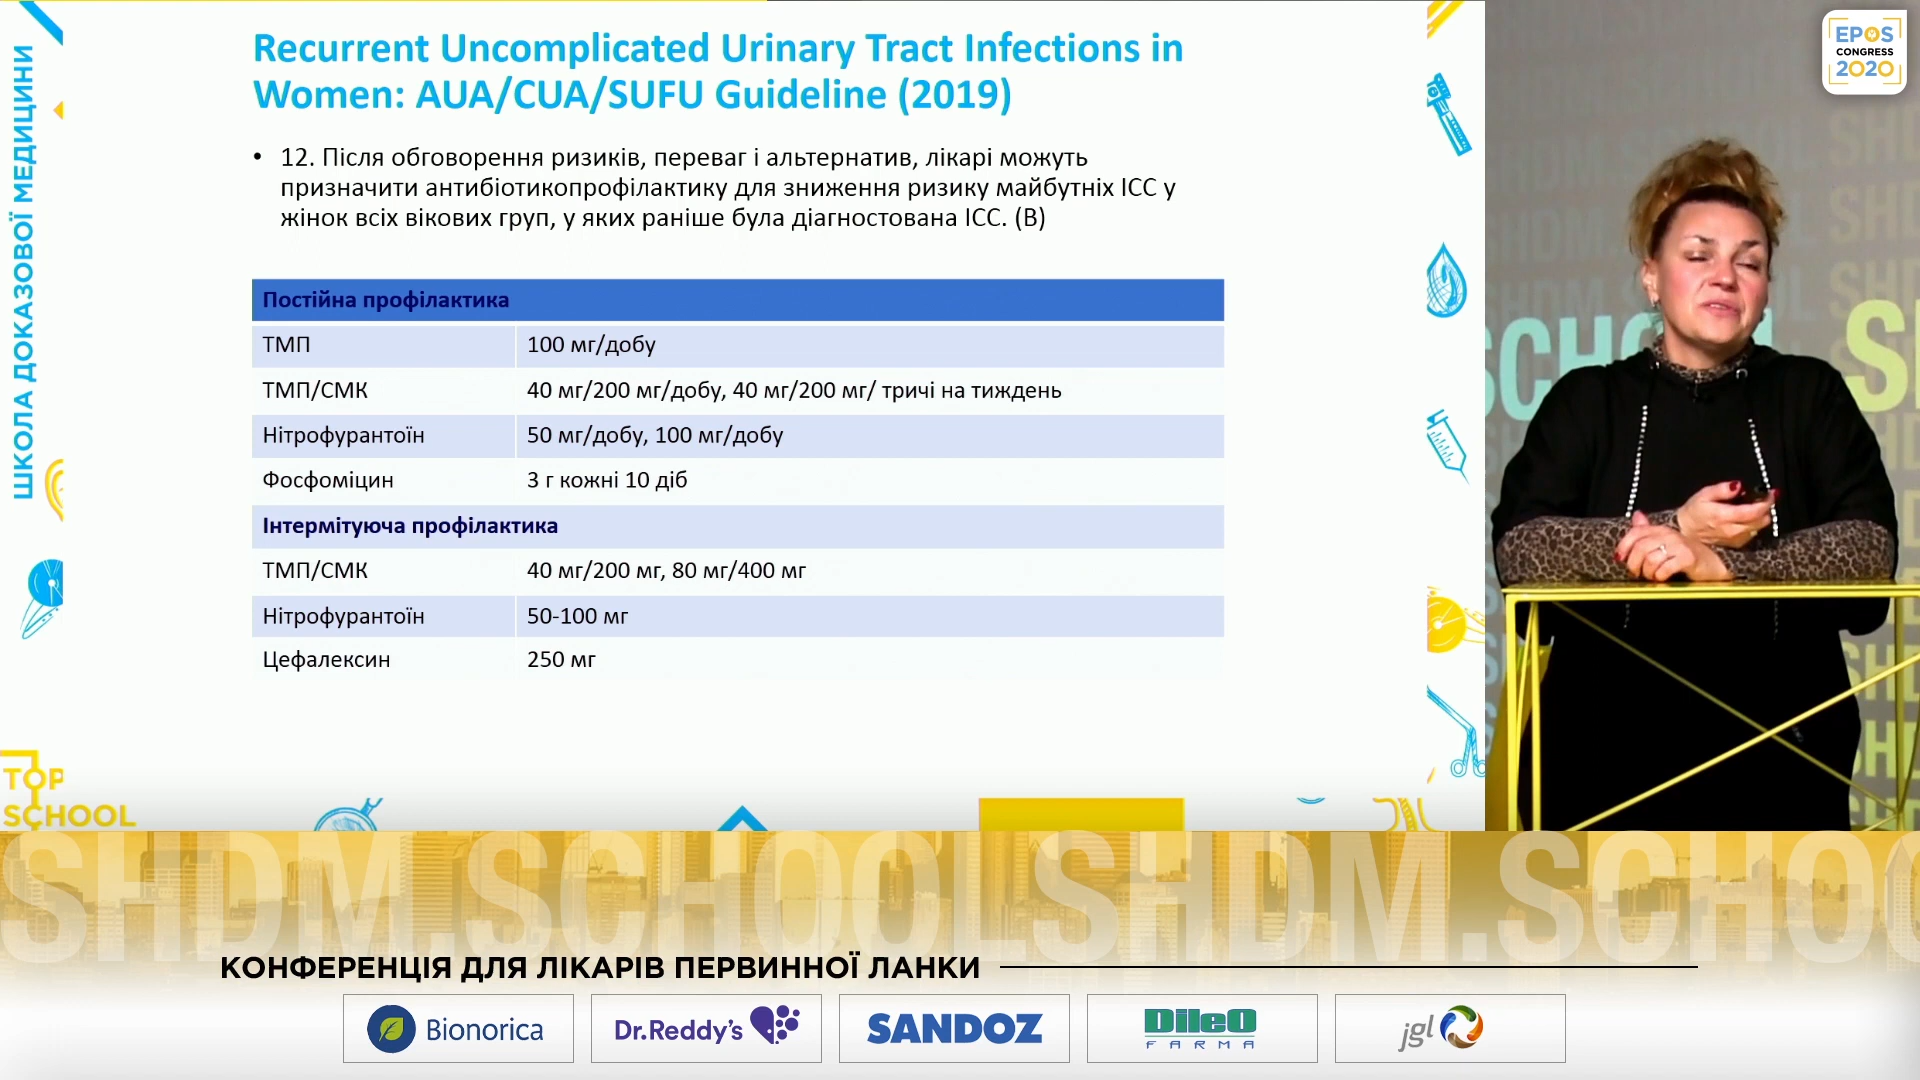 ШКОЛА ДОКАЗОВОЇ МЕДИЦИНИ
Recurrent Uncomplicated Urinary Tract Infections in
Women: AUA/CUA/SUFU Guideline (2019)
• 12. Після обговорення ризиків, переваг і альтернатив, лікарі можуть
призначити антибіотикопрофілактику для зниження ризику майбутніх ІСС у
жінок всіх вікових груп, у яких раніше була діагностована ІСС. (B)
Постійна профілактика
ТМП 100 мг/добу
ТМП/СМК 40 мг/200 мг/добу, 40 мг/200 мг/ тричі на тиждень
Нітрофурантоїн 50 мг/добу, 100 мг/добу
Фосфоміцин 3 г кожні 10 діб
Інтермітуюча профілактика
ТМП/СМК 40 мг/200 мг, 80 мг/400 мг
Нітрофурантоїн 50-100 мг
Цефалексин 250 мг
TOP
SCHOOL
EPOS
CONGRESS
2020
SHDM.SCHOOL SHDM.SCHOO
КОНФЕРЕНЦІЯ ДЛЯ ЛІКАРІВ ПЕРВИННОЇ ЛАНКИ
Bionorica
Dr.Reddy's
SANDOZ
DileO
FARMA
jgl